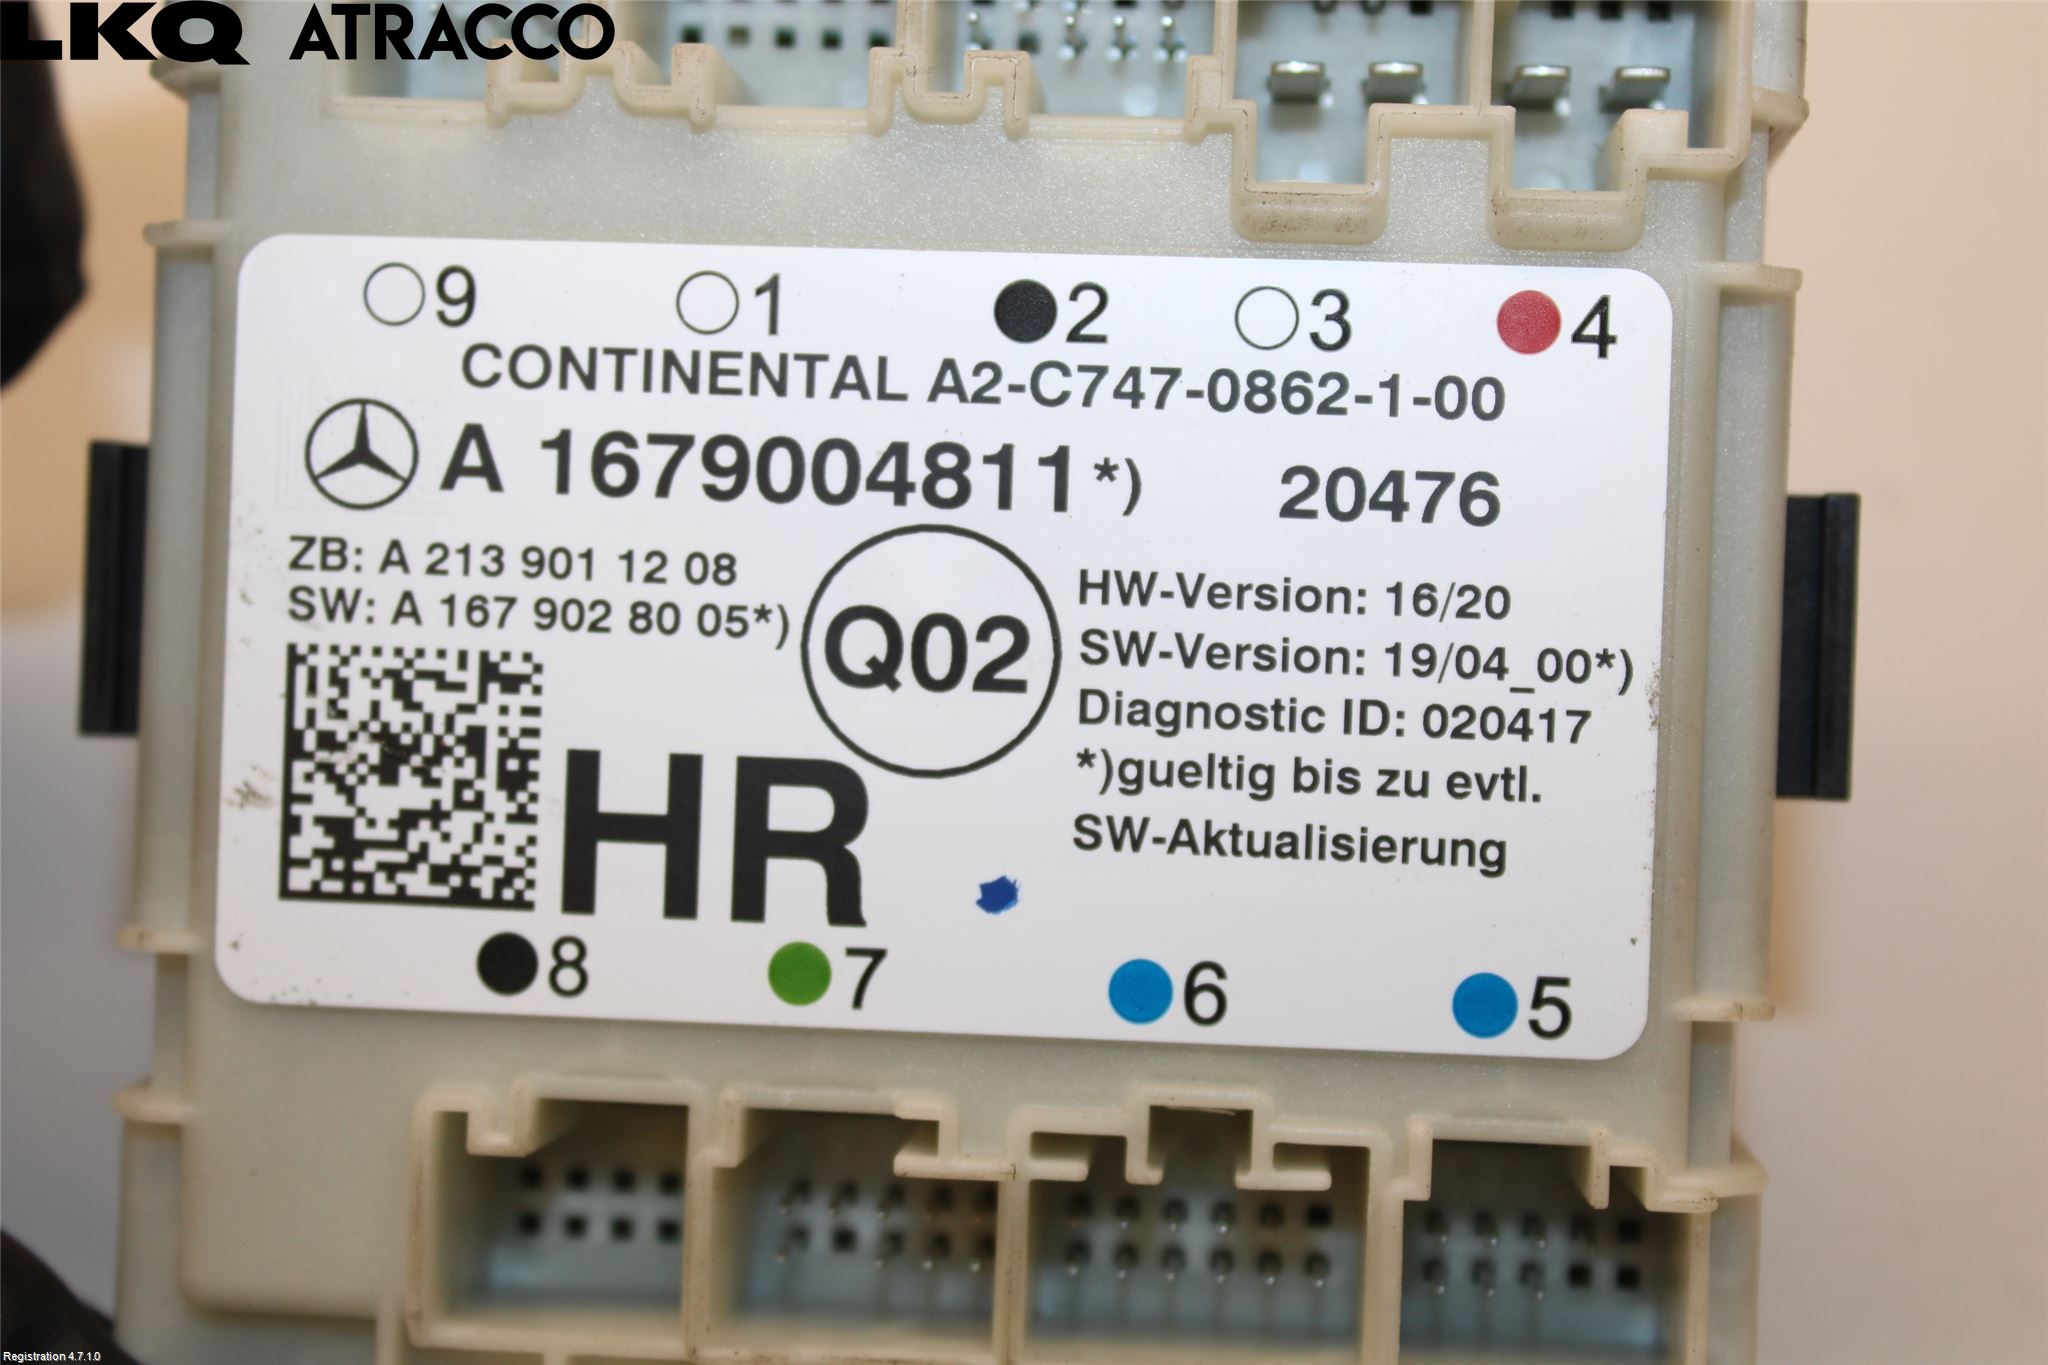 LKQ ATRACCO
9 1 2 3 4
CONTINENTAL A2-C747-0862-1-00
A 1679004811*) 20476
ZB: A 213 901 12 08
SW: A 167 902 80 05*)
Q02
HW-Version: 16/20
SW-Version: 19/04_00*)
Diagnostic ID: 020417
*)gueltig bis zu evtl.
SW-Aktualisierung
HR
8 7 6 5
Registration 4.7.1.0